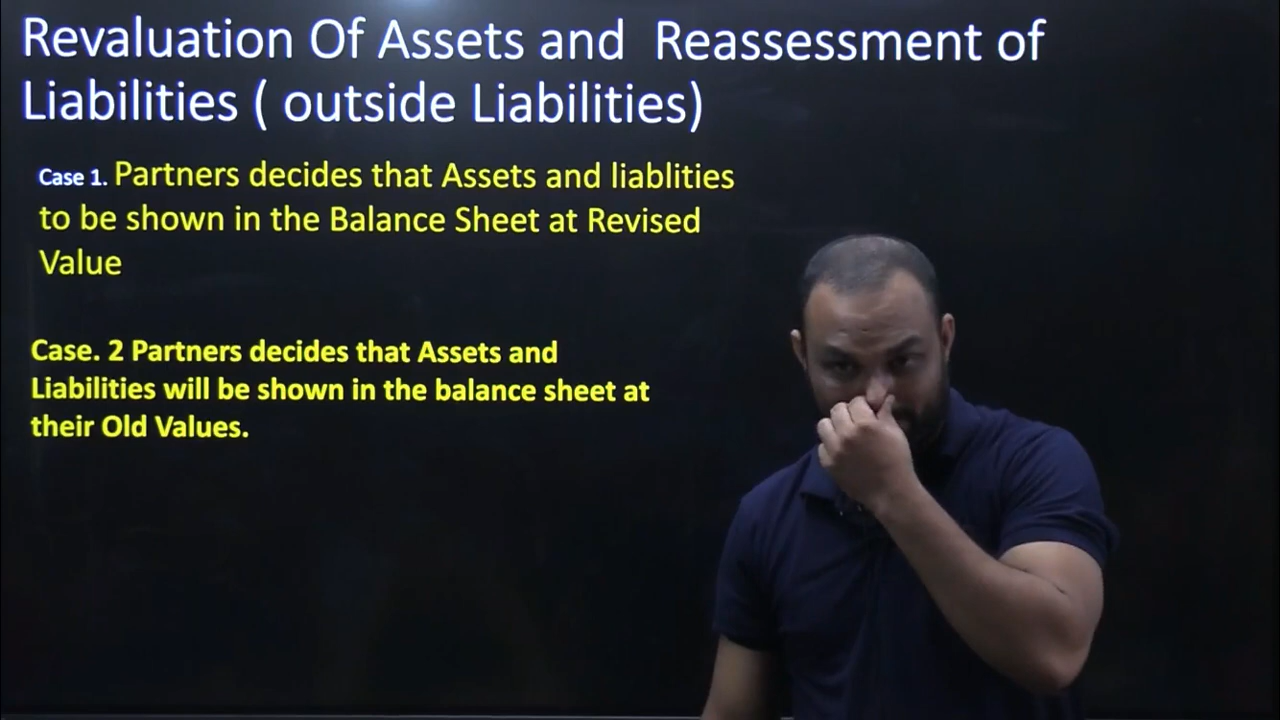 Revaluation Of Assets and Reassessment of
Liabilities ( outside Liabilities)
Case 1. Partners decides that Assets and liablities
to be shown in the Balance Sheet at Revised
Value
Case. 2 Partners decides that Assets and
Liabilities will be shown in the balance sheet at
their Old Values.